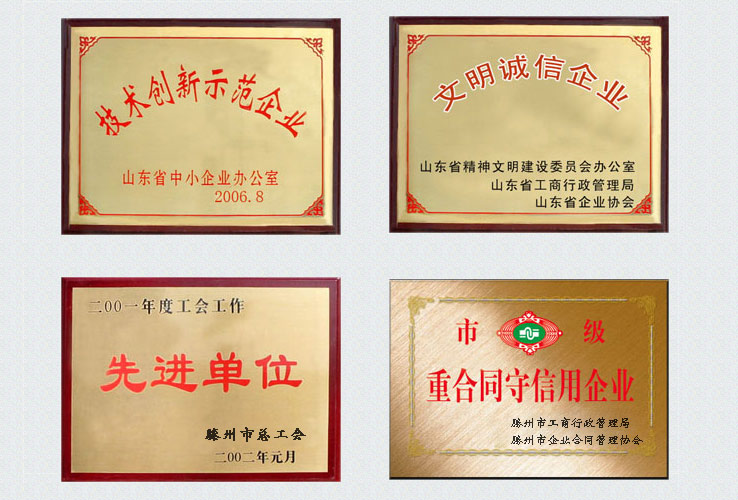 技术创新示范企业
山东省中小企业办公室
2006.8
文明诚信企业
山东省精神文明建设委员会办公室
山东省工商行政管理局
山东省企业协会
二00一年度工会工作
先进单位
滕州市总工会
二00二年元月
市 级
重合同守信用企业
滕州市工商行政管理局
滕州市企业合同管理协会